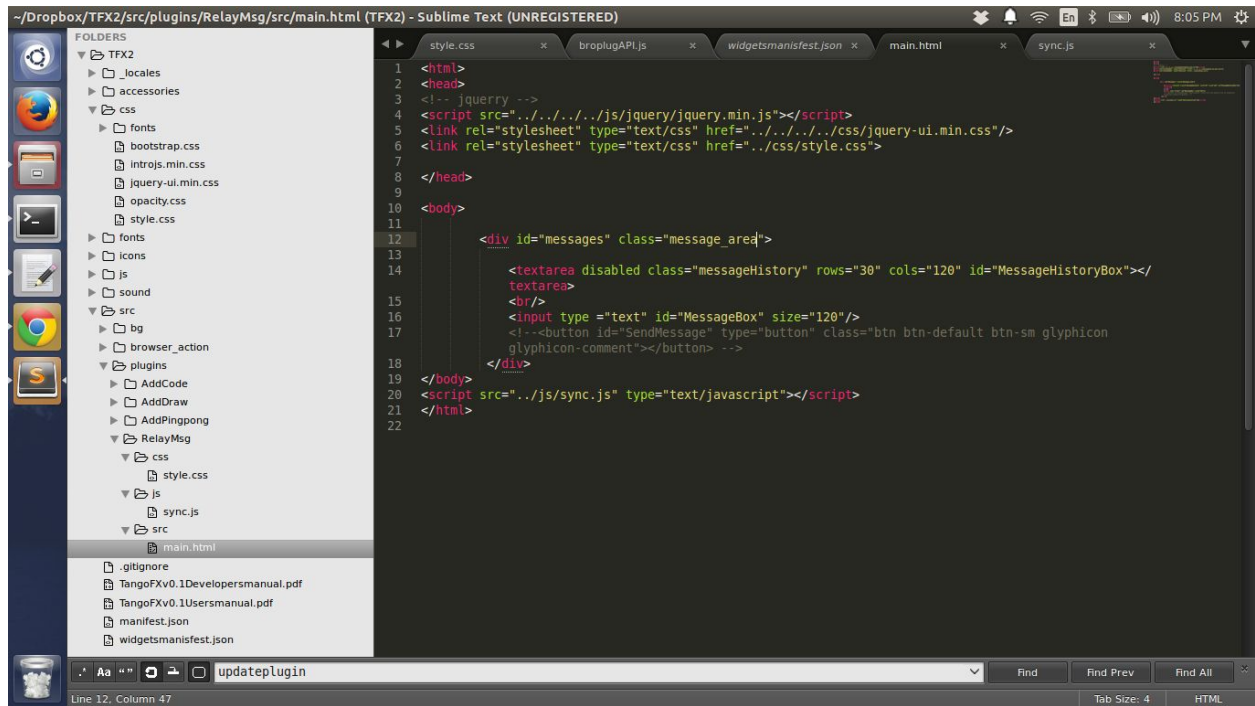 ~/Dropbox/TFX2/src/plugins/RelayMsg/src/main.html (TFX2) - Sublime Text (UNREGISTERED)
En
8:05 PM
FOLDERS
TFX2
_locales
accessories
css
fonts
bootstrap.css
introjs.min.css
jquery-ui.min.css
opacity.css
style.css
fonts
icons
js
sound
src
bg
browser_action
plugins
AddCode
AddDraw
AddPingpong
RelayMsg
css
style.css
js
sync.js
src
main.html
.gitignore
TangoFXv0.1Developersmanual.pdf
TangoFXv0.1Usersmanual.pdf
manifest.json
widgetsmanisfest.json
style.css x broplugAPI.js x widgetsmanisfest.json x main.html x sync.js x
1 <html>
2 <head>
3 <!-- jquerry -->
4 <script src="../../../../js/jquery/jquery.min.js"></script>
5 <link rel="stylesheet" type="text/css" href="../../../../css/jquery-ui.min.css"/>
6 <link rel="stylesheet" type="text/css" href="../css/style.css">
7
8 </head>
9
10 <body>
11
12 <div id="messages" class="message_area">
13
14 <textarea disabled class="messageHistory" rows="30" cols="120" id="MessageHistoryBox"></
textarea>
15 <br/>
16 <input type ="text" id="MessageBox" size="120"/>
17 <!--<button id="SendMessage" type="button" class="btn btn-default btn-sm glyphicon
glyphicon-comment"></button> -->
18 </div>
19 </body>
20 <script src="../js/sync.js" type="text/javascript"></script>
21 </html>
22
.* Aa “” updateplugin Find Find Prev Find All x
Line 12, Column 47 Tab Size: 4 HTML